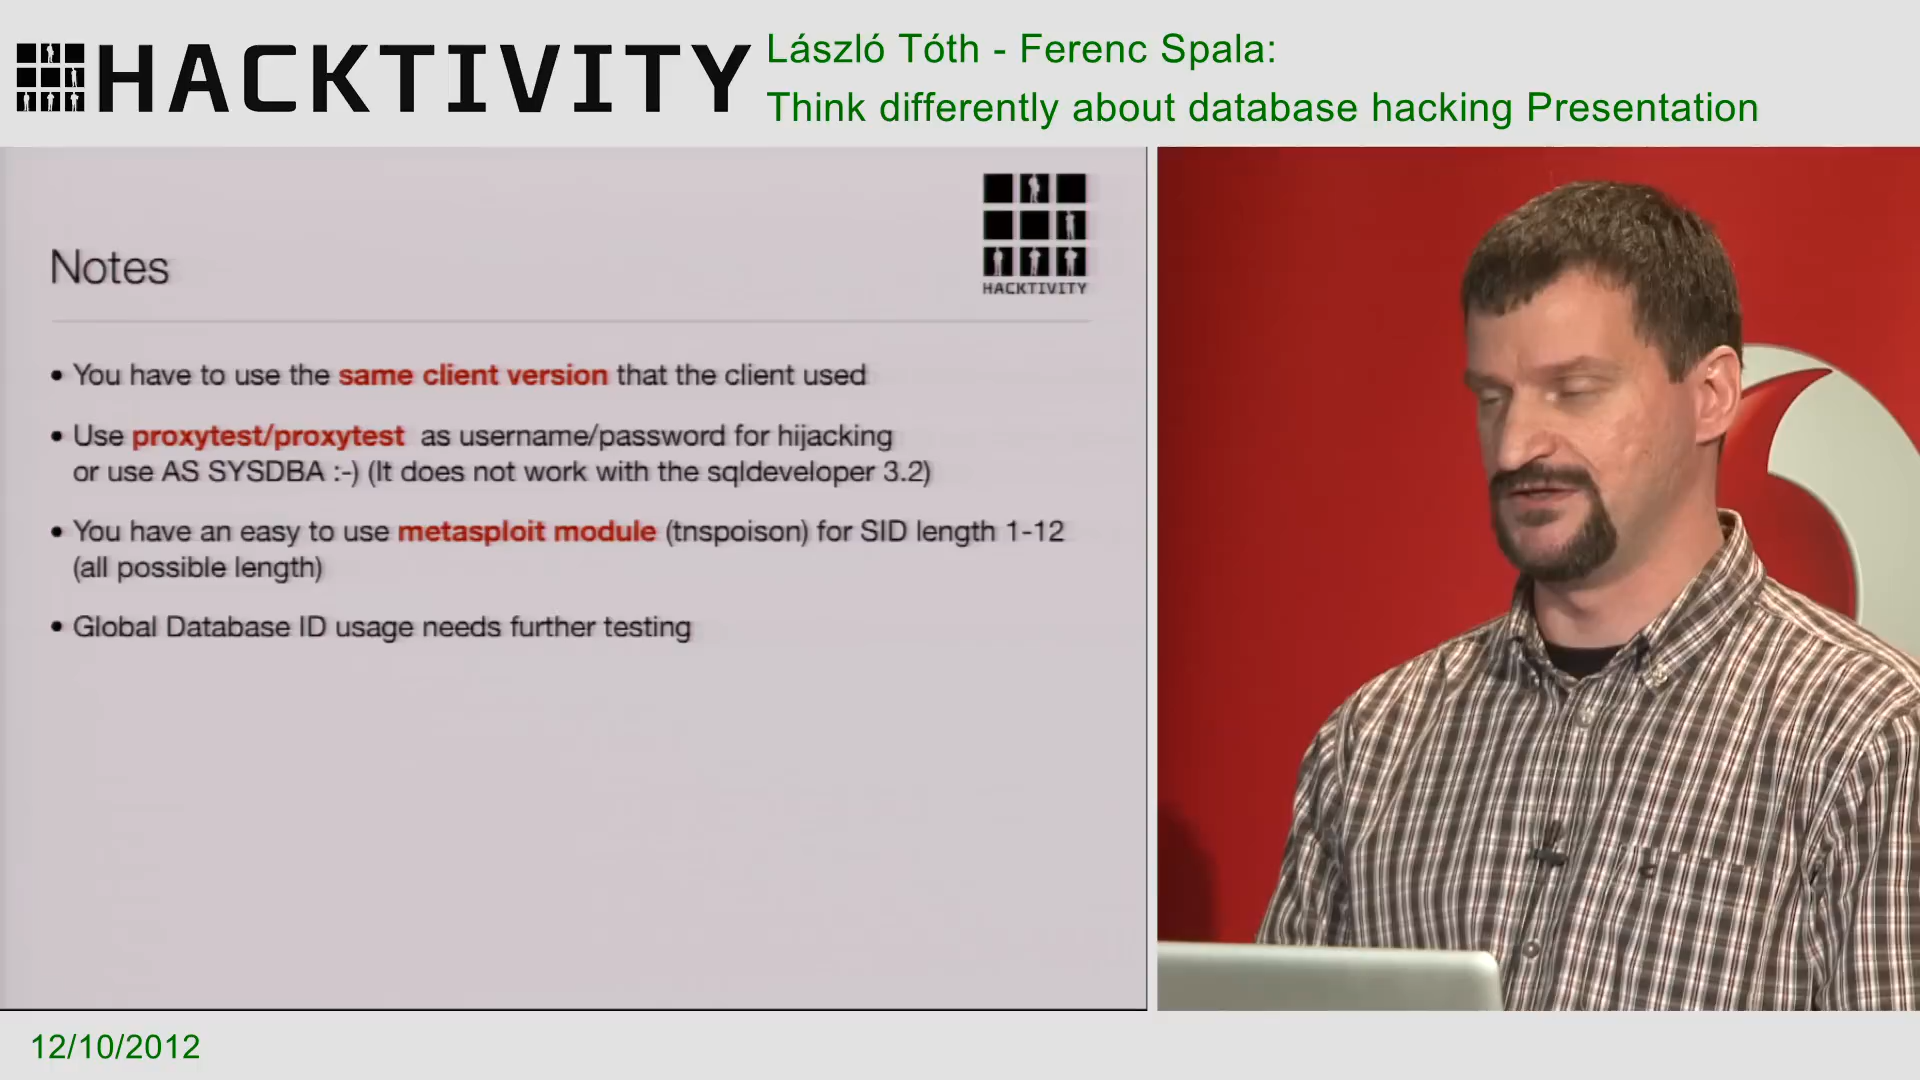 HACKTIVITY
László Tóth - Ferenc Spala:
Think differently about database hacking Presentation
HACKTIVITY
Notes
• You have to use the same client version that the client used
• Use proxytest/proxytest as username/password for hijacking
or use AS SYSDBA :-) (It does not work with the sqldeveloper 3.2)
• You have an easy to use metasploit module (tnspoison) for SID length 1-12
(all possible length)
• Global Database ID usage needs further testing
12/10/2012